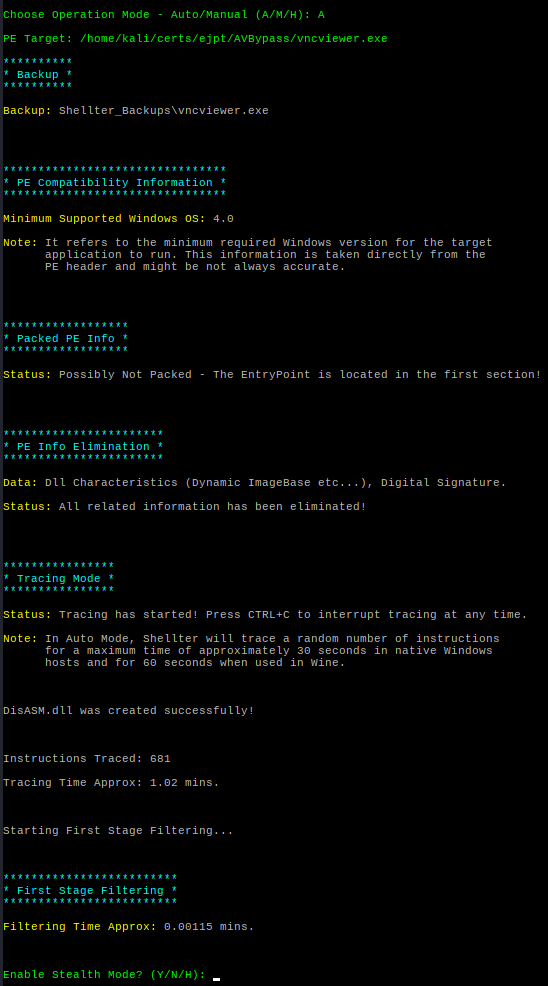 Choose Operation Mode - Auto/Manual (A/M/H): A
PE Target: /home/kali/certs/ejpt/AVBypass/vncviewer.exe
**********
* Backup *
**********
Backup: Shellter_Backups\vncviewer.exe
********************************
* PE Compatibility Information *
********************************
Minimum Supported Windows OS: 4.0
Note: It refers to the minimum required Windows version for the target
application to run. This information is taken directly from the
PE header and might be not always accurate.
******************
* Packed PE Info *
******************
Status: Possibly Not Packed - The EntryPoint is located in the first section!
***********************
* PE Info Elimination *
***********************
Data: Dll Characteristics (Dynamic ImageBase etc...), Digital Signature.
Status: All related information has been eliminated!
****************
* Tracing Mode *
****************
Status: Tracing has started! Press CTRL+C to interrupt tracing at any time.
Note: In Auto Mode, Shellter will trace a random number of instructions
for a maximum time of approximately 30 seconds in native Windows
hosts and for 60 seconds when used in Wine.
DisASM.dll was created successfully!
Instructions Traced: 681
Tracing Time Approx: 1.02 mins.
Starting First Stage Filtering...
*************************
* First Stage Filtering *
*************************
Filtering Time Approx: 0.00115 mins.
Enable Stealth Mode? (Y/N/H):